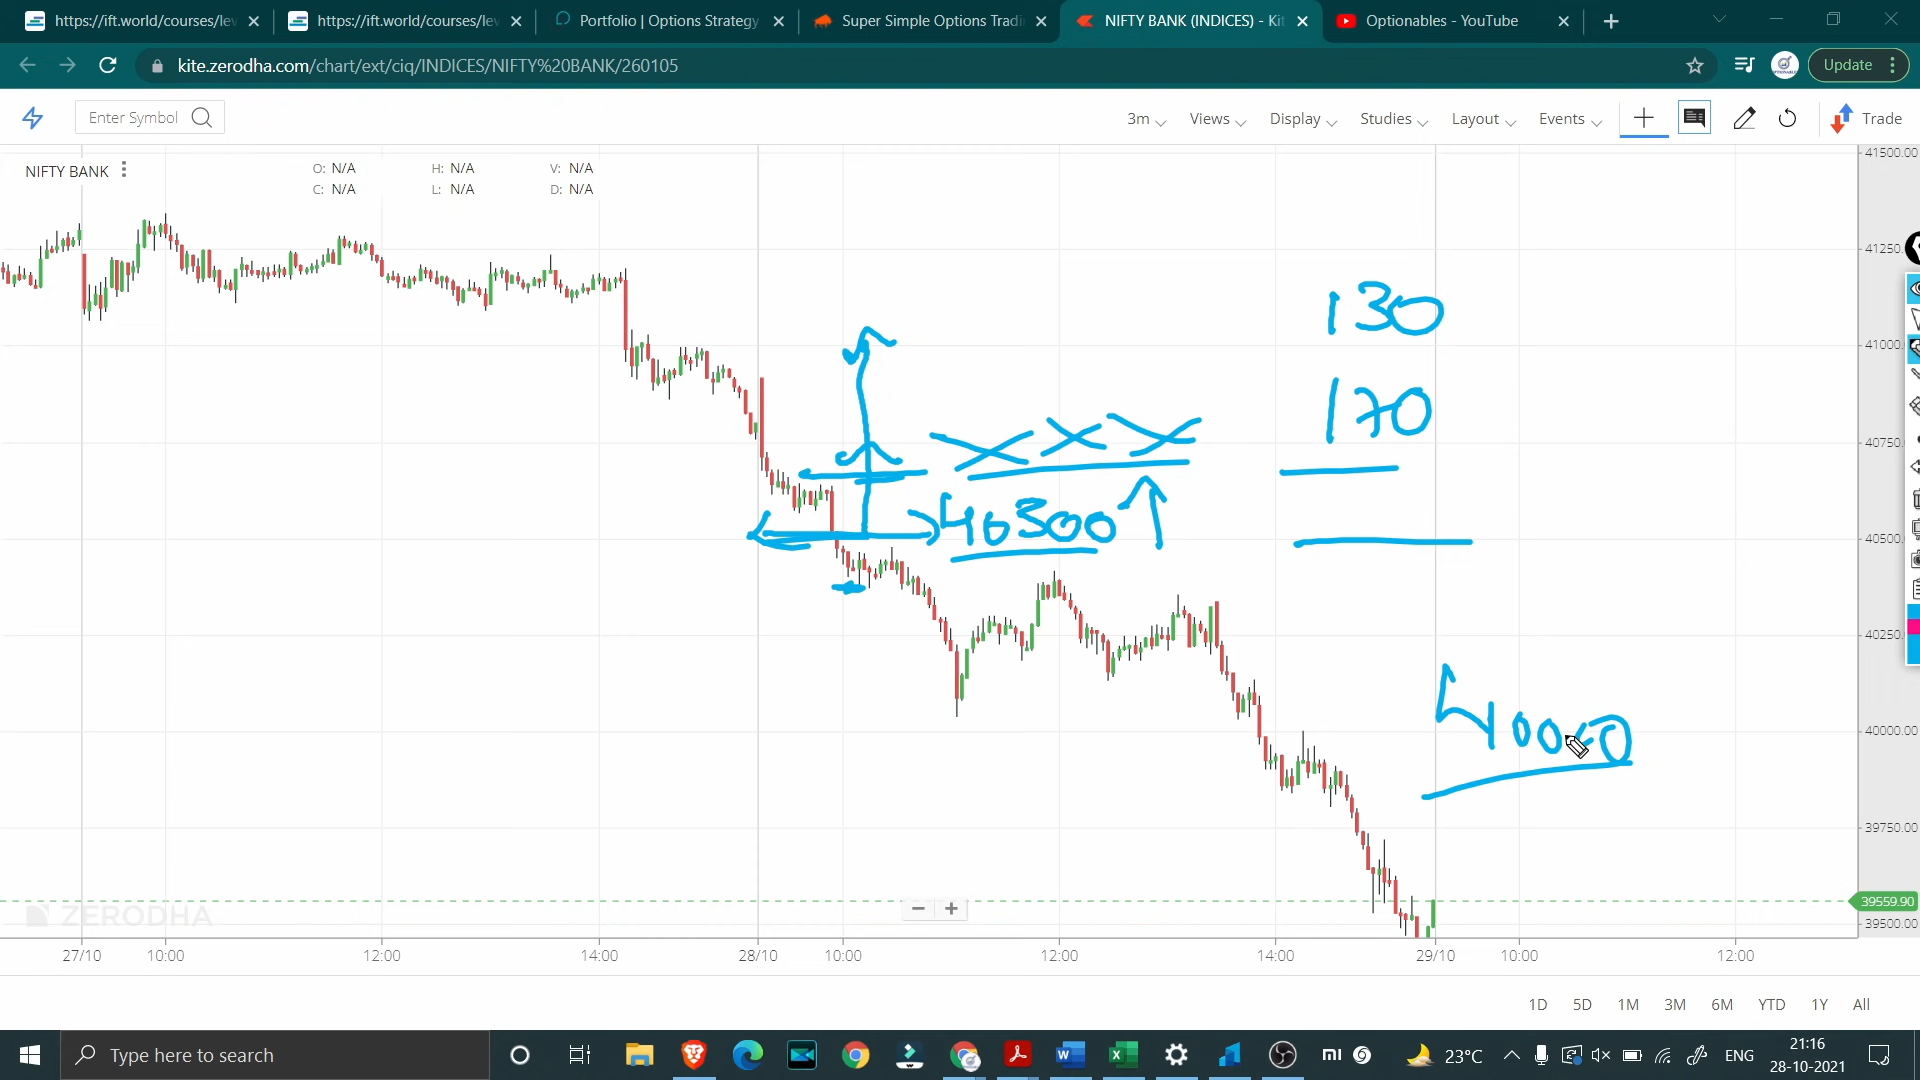 https://ift.world/courses/lev
https://ift.world/courses/lev
Portfolio | Options Strategy
Super Simple Options Tradi
NIFTY BANK (INDICES) - Kit
Optionables - YouTube
kite.zerodha.com/chart/ext/ciq/INDICES/NIFTY%20BANK/260105
Update
Enter Symbol
3m
Views
Display
Studies
Layout
Events
Trade
NIFTY BANK
O: N/A
H: N/A
V: N/A
C: N/A
L: N/A
D: N/A
41500.00
41250.
41000.
40750.
40500.
40250.
40000.00
39750.00
39559.90
39500.00
130
170
40300
ZERODHA
27/10
10:00
12:00
14:00
28/10
10:00
12:00
14:00
29/10
10:00
12:00
1D
5D
1M
3M
6M
YTD
1Y
All
Type here to search
23°C
ENG
21:16
28-10-2021